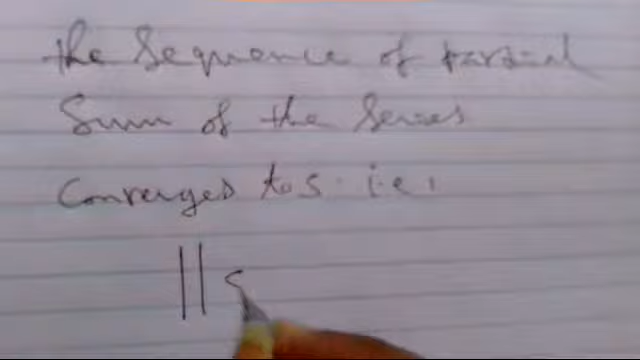 the Sequence of partial
Sum of the Series
Converges to s. i.e.
|| s